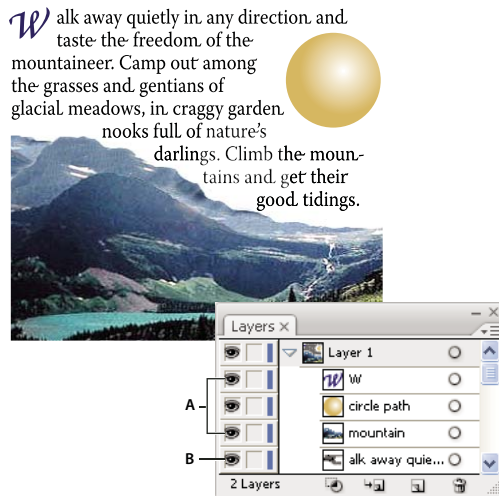 Walk away quietly in any direction and
taste the freedom of the
mountaineer. Camp out among
the grasses and gentians of
glacial meadows, in craggy garden
nooks full of nature's
darlings. Climb the moun-
tains and get their
good tidings.
Layers
Layer 1
W
circle path
mountain
alk away quie...
A
B
2 Layers